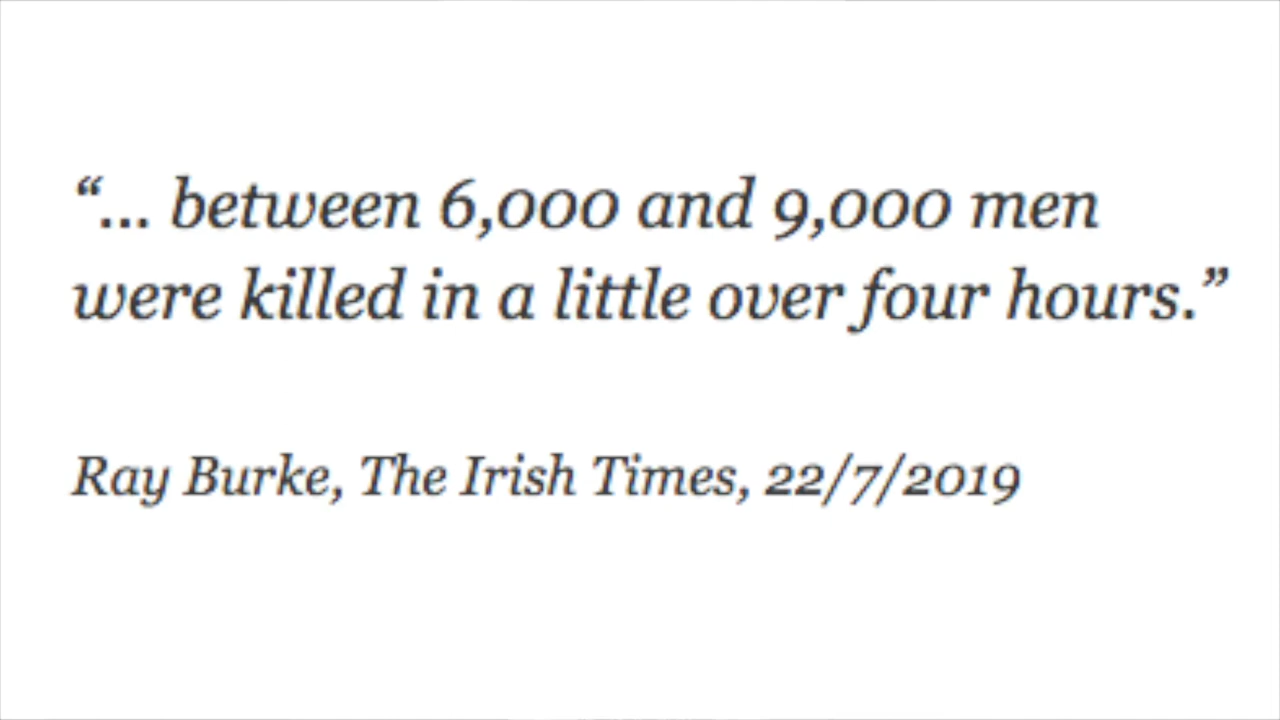 “... between 6,000 and 9,000 men
were killed in a little over four hours.”
Ray Burke, The Irish Times, 22/7/2019